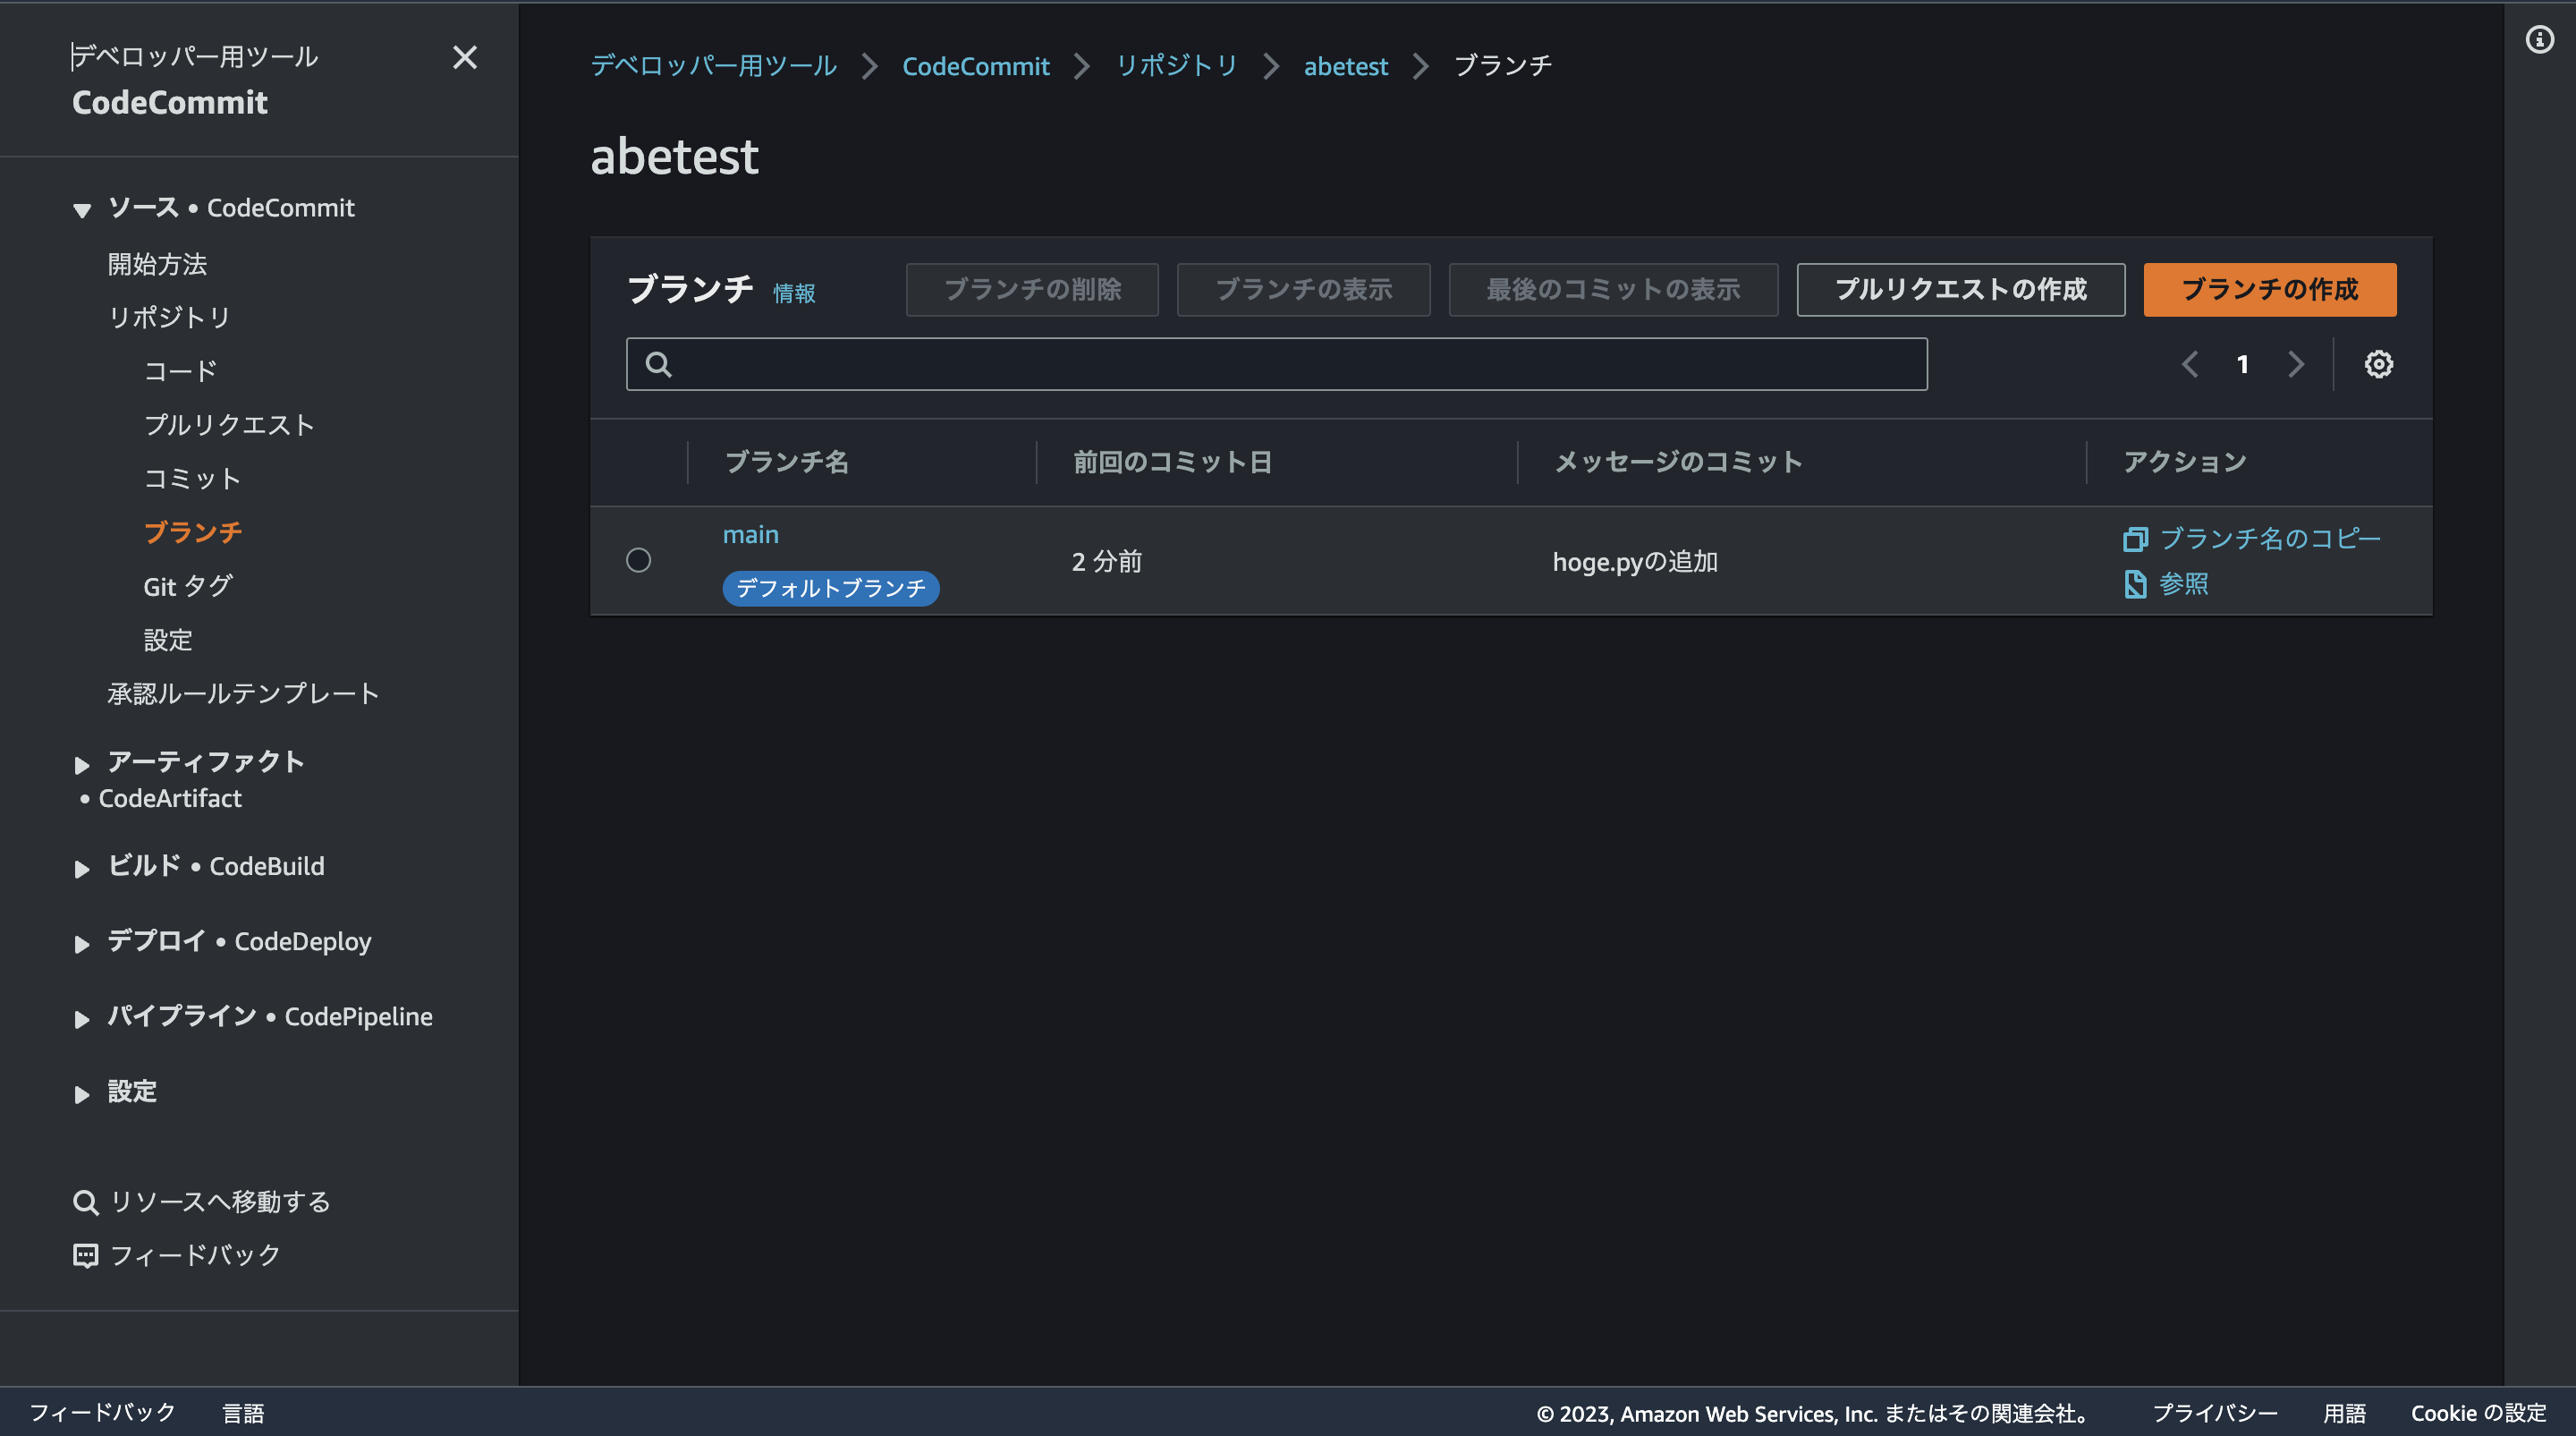 デベロッパー用ツール
CodeCommit
ソース • CodeCommit
開始方法
リポジトリ
コード
プルリクエスト
コミット
ブランチ
Git タグ
設定
承認ルールテンプレート
アーティファクト
• CodeArtifact
ビルド • CodeBuild
デプロイ • CodeDeploy
パイプライン • CodePipeline
設定
リソースへ移動する
フィードバック
デベロッパー用ツール > CodeCommit > リポジトリ > abetest > ブランチ
abetest
ブランチ 情報 ブランチの削除 ブランチの表示 最後のコミットの表示 プルリクエストの作成 ブランチの作成
1
ブランチ名 前回のコミット日 メッセージのコミット アクション
main
デフォルトブランチ
2 分前
hoge.pyの追加
ブランチ名のコピー
参照
フィードバック 言語 © 2023, Amazon Web Services, Inc. またはその関連会社。 プライバシー 用語 Cookie の設定